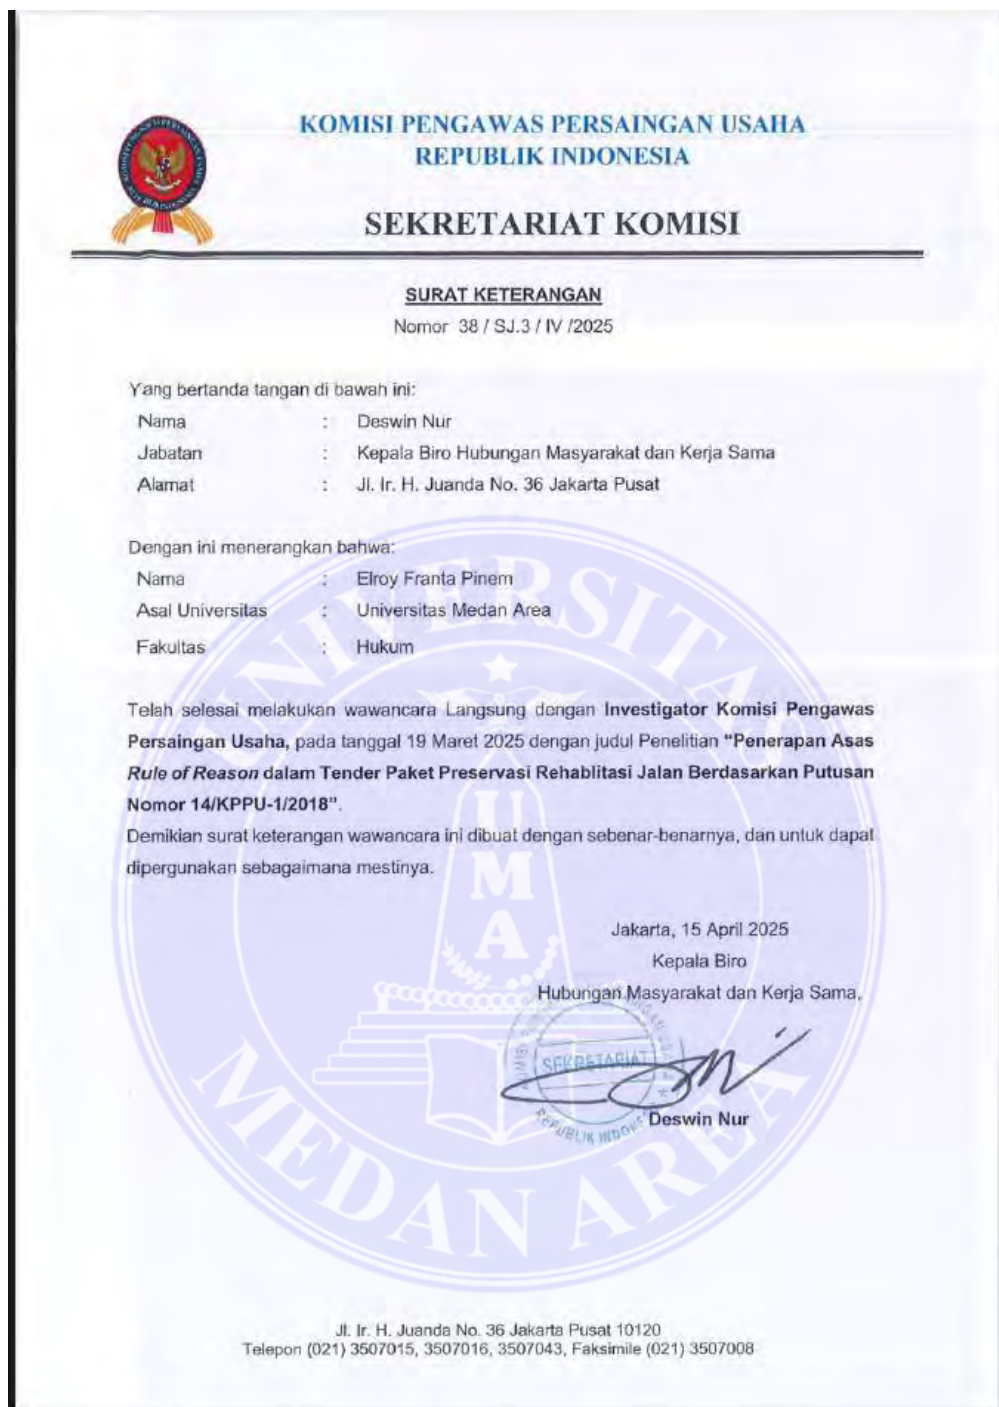 KOMISI PENGAWAS PERSAINGAN USAHA
REPUBLIK INDONESIA
SEKRETARIAT KOMISI
SURAT KETERANGAN
Nomor 38 / SJ.3 / IV /2025
Yang bertanda tangan di bawah ini:
Nama : Deswin Nur
Jabatan : Kepala Biro Hubungan Masyarakat dan Kerja Sama
Alamat : Jl. Ir. H. Juanda No. 36 Jakarta Pusat
Dengan ini menerangkan bahwa:
Nama : Elroy Franta Pinem
Asal Universitas : Universitas Medan Area
Fakultas : Hukum
Telah selesai melakukan wawancara Langsung dengan Investigator Komisi Pengawas
Persaingan Usaha, pada tanggal 19 Maret 2025 dengan judul Penelitian "Penerapan Asas
Rule of Reason dalam Tender Paket Preservasi Rehablitasi Jalan Berdasarkan Putusan
Nomor 14/KPPU-1/2018".
Demikian surat keterangan wawancara ini dibuat dengan sebenar-benarnya, dan untuk dapat
dipergunakan sebagaimana mestinya.
Jakarta, 15 April 2025
Kepala Biro
Hubungan Masyarakat dan Kerja Sama,
SEKRETARIAT
REPUBLIK INDONESIA
Deswin Nur
UNIVERSITAS
UMA
MEDAN AREA
Jl. Ir. H. Juanda No. 36 Jakarta Pusat 10120
Telepon (021) 3507015, 3507016, 3507043, Faksimile (021) 3507008